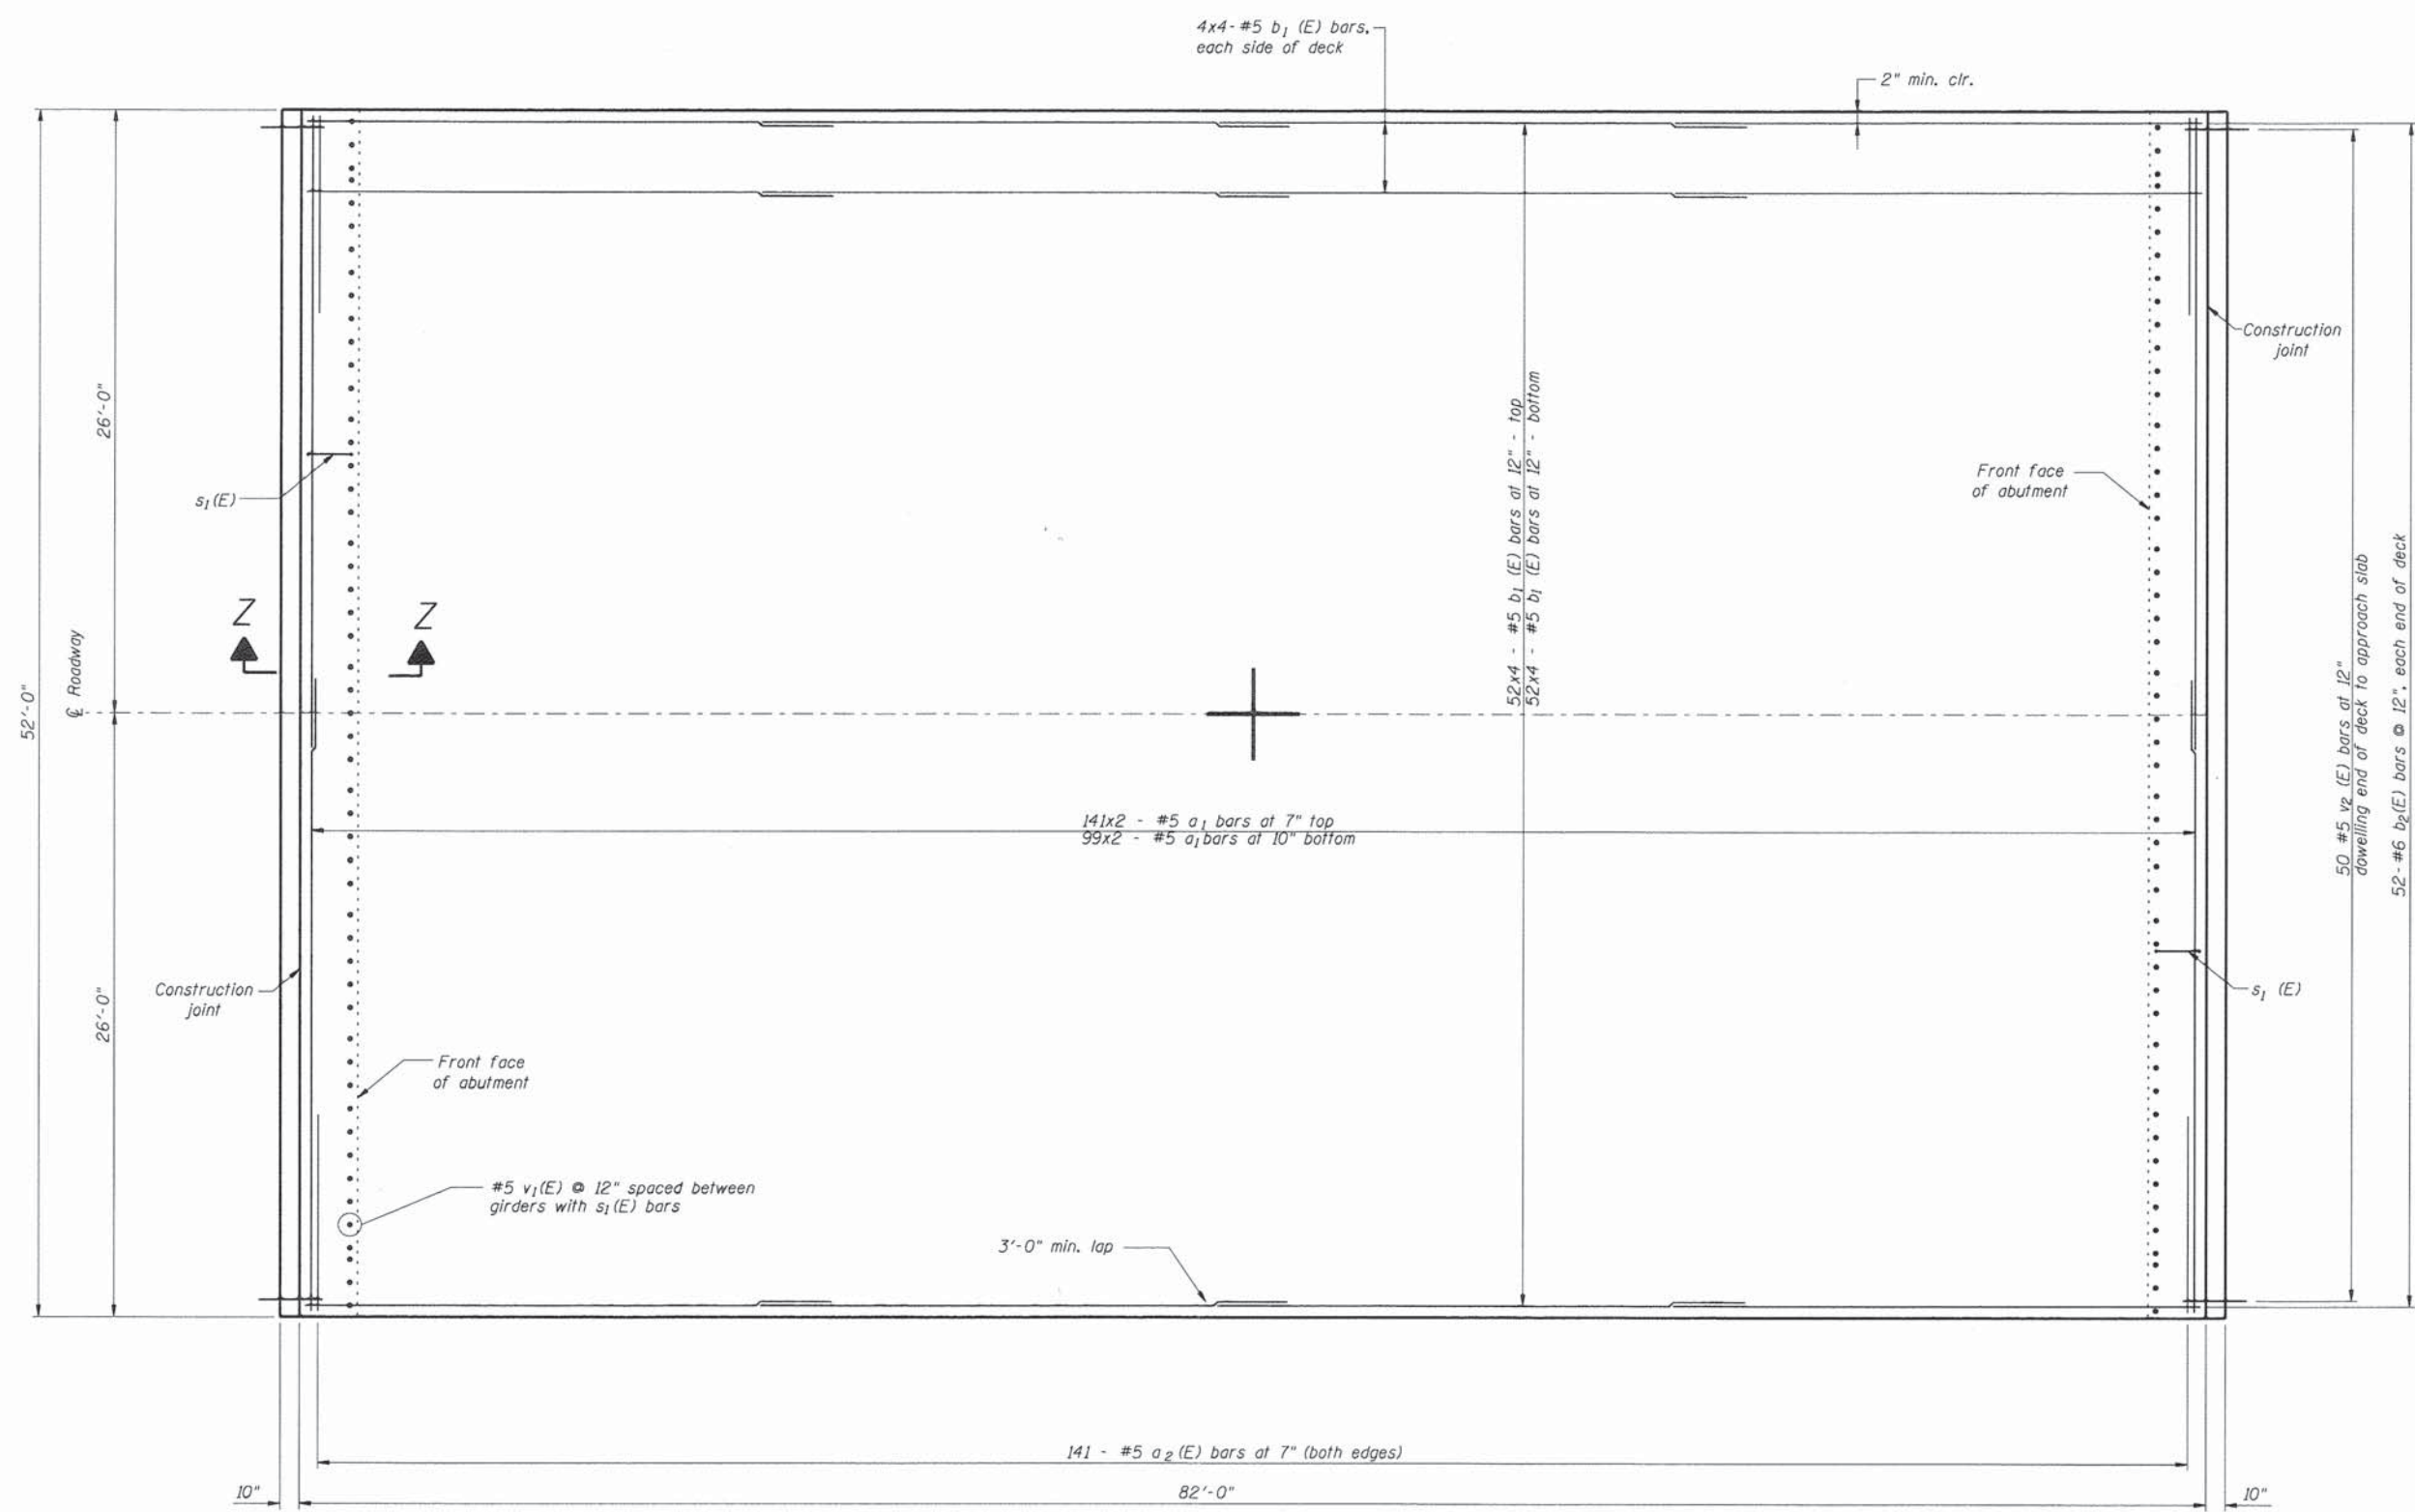 4x4- #5 b1 (E) bars,
each side of deck
2" min. clr.
Construction
joint
26'-0"
52'-0"
℄ Roadway
s1(E)
Z
Z
52x4 - #5 b1 (E) bars at 12" - top
52x4 - #5 b1 (E) bars at 12" - bottom
Front face
of abutment
50 #5 v2 (E) bars at 12"
dowelling end of deck to approach slab
52- #6 b2(E) bars @ 12", each end of deck
141x2 - #5 a1 bars at 7" top
99x2 - #5 a1bars at 10" bottom
26'-0"
Construction
joint
s1 (E)
Front face
of abutment
#5 v1(E) @ 12" spaced between
girders with s1(E) bars
3'-0" min. lap
141 - #5 a2 (E) bars at 7" (both edges)
10"
82'-0"
10"